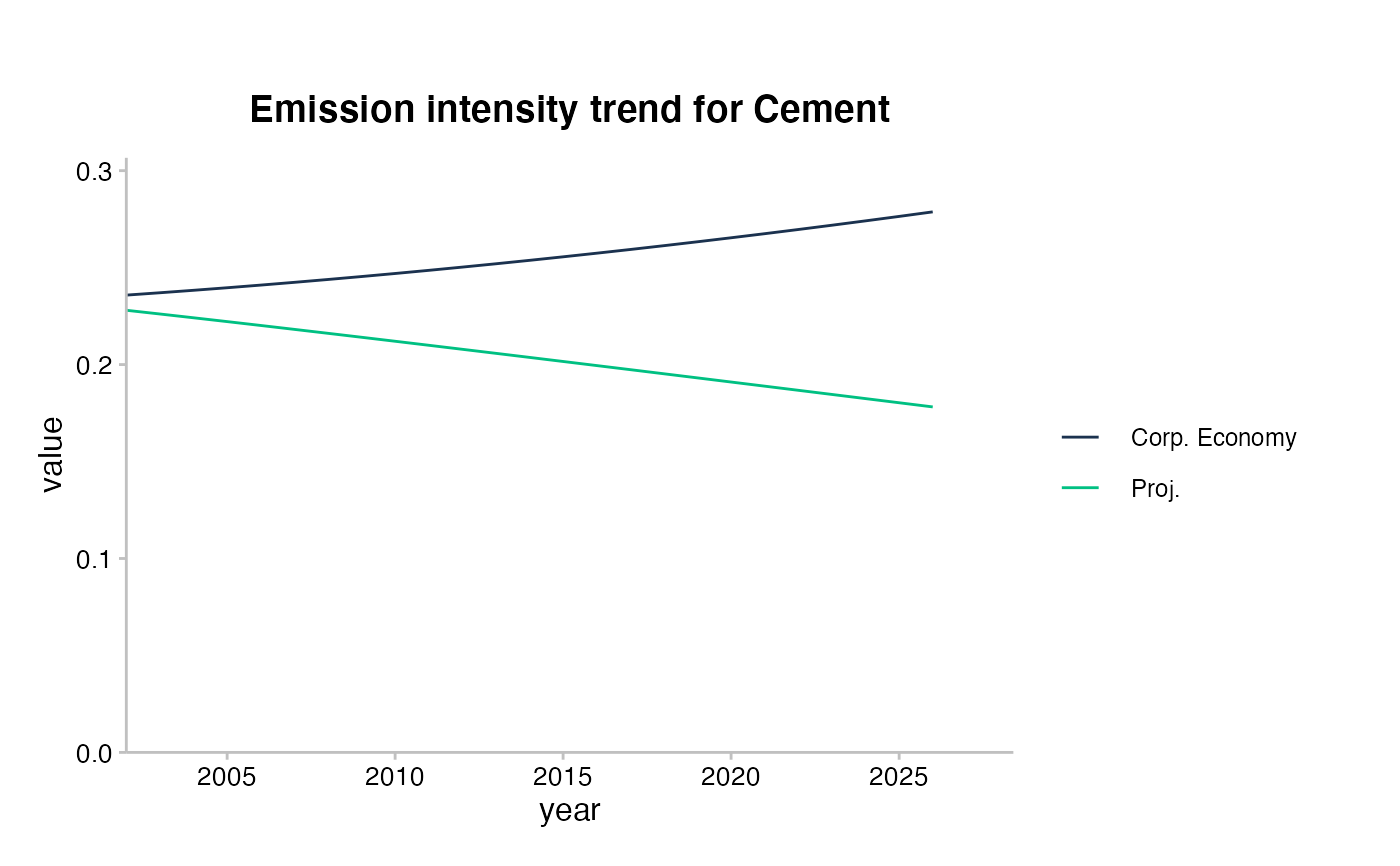 Emission intensity trend for Cement
0.3
0.2
0.1
0.0
value
2005 2010 2015 2020 2025
year
Corp. Economy
Proj.